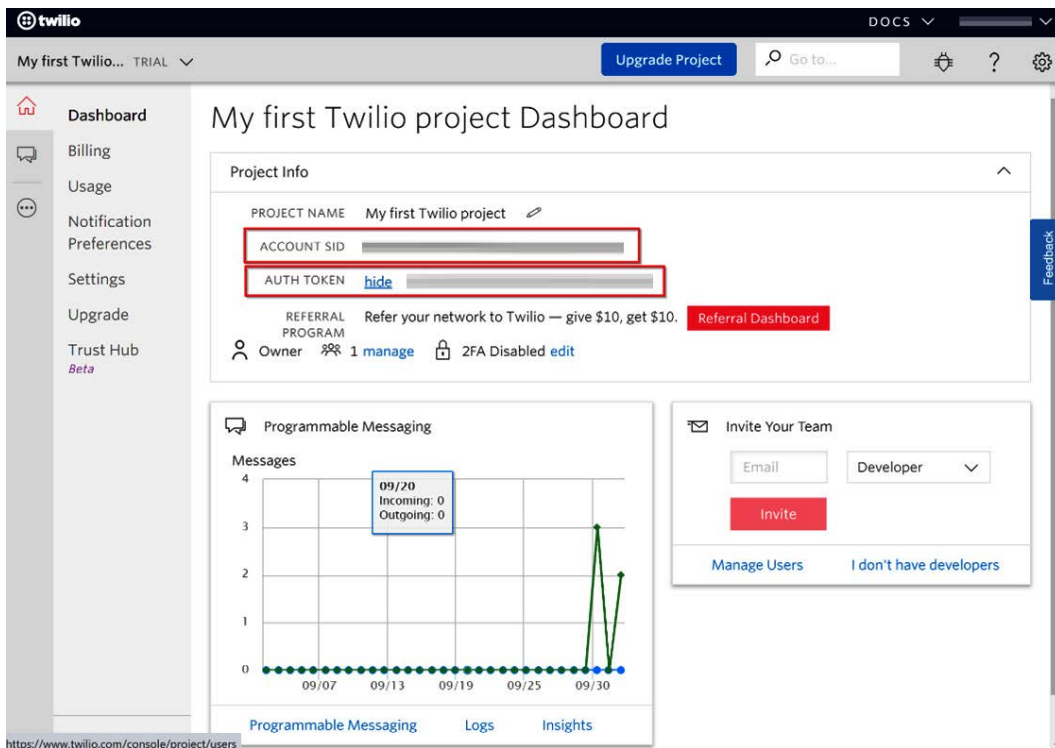 twilio
DOCS
My first Twilio... TRIAL
Upgrade Project
Go to...
Dashboard
Billing
Usage
Notification
Preferences
Settings
Upgrade
Trust Hub
Beta
My first Twilio project Dashboard
Project Info
PROJECT NAME My first Twilio project
ACCOUNT SID
AUTH TOKEN hide
REFERRAL
PROGRAM
Refer your network to Twilio — give $10, get $10. Referral Dashboard
Owner 1 manage 2FA Disabled edit
Feedback
Programmable Messaging
Messages
4
3
2
1
0
09/20
Incoming: 0
Outgoing: 0
09/07 09/13 09/19 09/25 09/30
Programmable Messaging Logs Insights
Invite Your Team
Email Developer
Invite
Manage Users I don't have developers
https://www.twilio.com/console/project/users